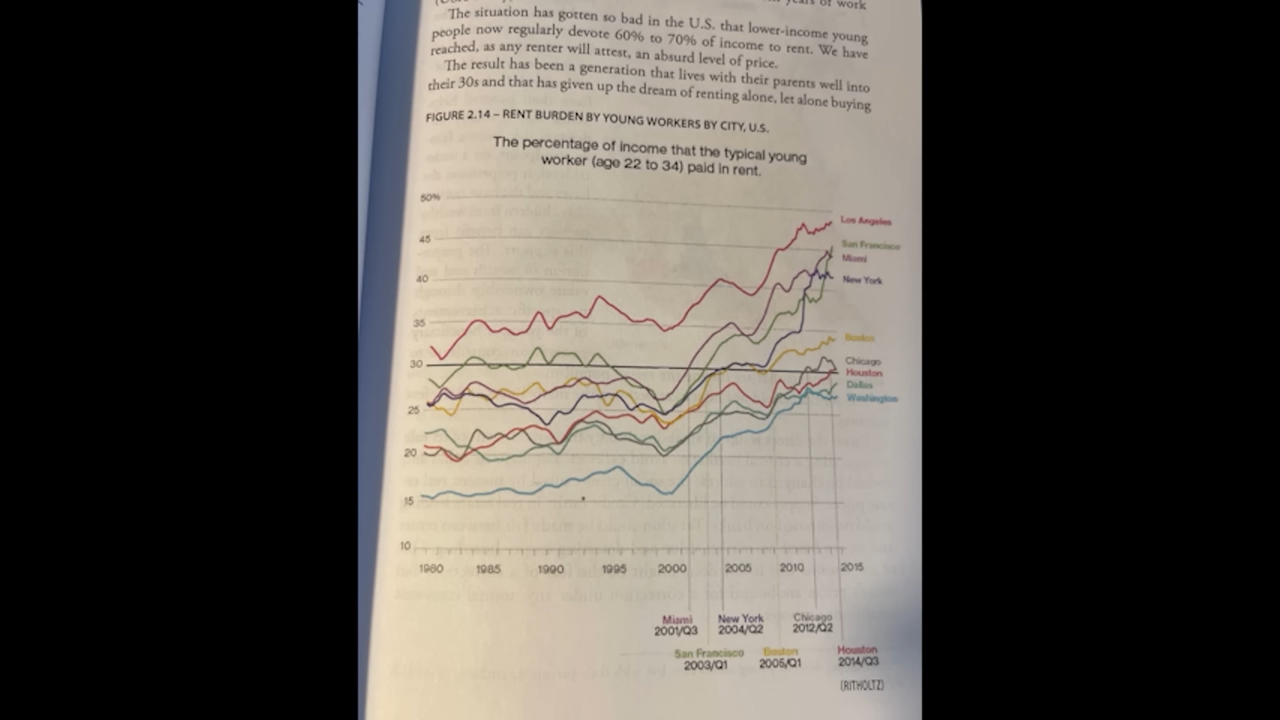 years of work
The situation has gotten so bad in the U.S. that lower-income young
people now regularly devote 60% to 70% of income to rent. We have
reached, as any renter will attest, an absurd level of price.
The result has been a generation that lives with their parents well into
their 30s and that has given up the dream of renting alone, let alone buying
FIGURE 2.14 – RENT BURDEN BY YOUNG WORKERS BY CITY, U.S.
The percentage of income that the typical young
worker (age 22 to 34) paid in rent.
50%
45
40
35
30
25
20
15
10
Los Angeles
San Francisco
Miami
New York
Boston
Chicago
Houston
Dallas
Washington
1980 1985 1990 1995 2000 2005 2010 2015
Miami New York Chicago
2001/Q3 2004/Q2 2012/Q2
San Francisco Boston Houston
2003/Q1 2005/Q1 2014/Q3
(RITHOLTZ)